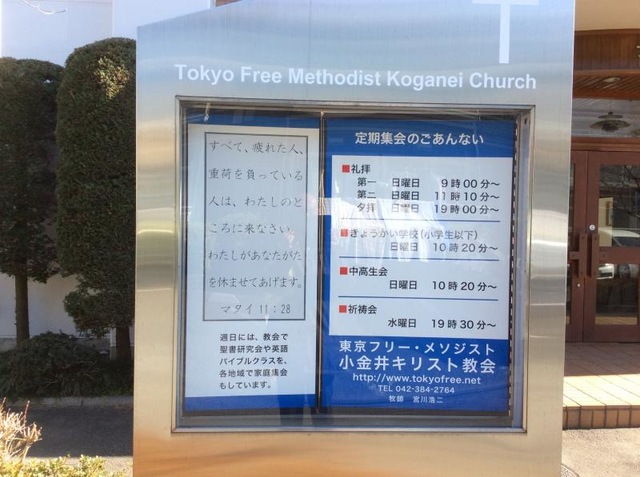 Tokyo Free Methodist Koganei Church
すべて、疲れた人、
重荷を負っている
人は、わたしのと
ころに来なさい。
わたしがあなたがた
を休ませてあげます。
マタイ 11:28
週日には、教会で
聖書研究会や英語
バイブルクラスを、
各地域で家庭集会
もしています。
定期集会のごあんない
■礼拝
第一 日曜日 9時00分〜
第二 日曜日 11時10分〜
夕拝 日曜日 19時00分〜
■きょうかい学校(小学生以下)
日曜日 10時20分〜
■中高生会
日曜日 10時20分〜
■祈祷会
水曜日 19時30分〜
東京フリー・メソジスト
小金井キリスト教会
http://www.tokyofree.net
TEL 042-384-2764
牧師 宮川浩二